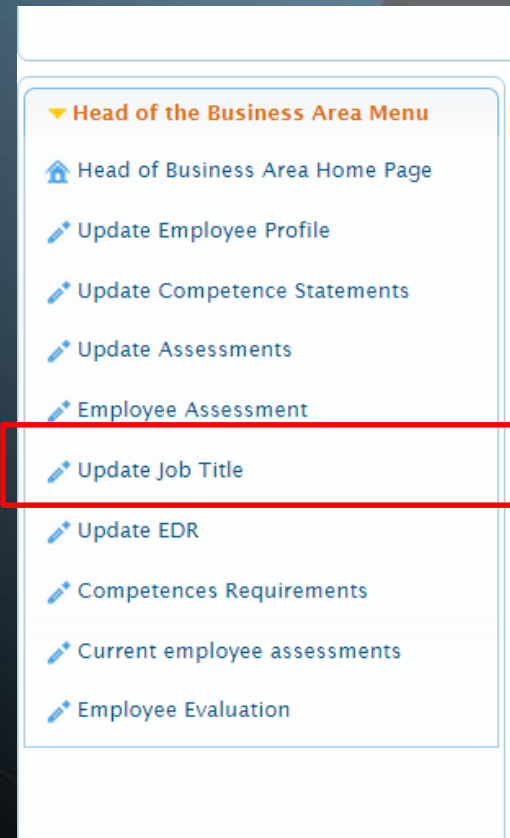 Head of the Business Area Menu
Head of Business Area Home Page
Update Employee Profile
Update Competence Statements
Update Assessments
Employee Assessment
Update Job Title
Update EDR
Competences Requirements
Current employee assessments
Employee Evaluation